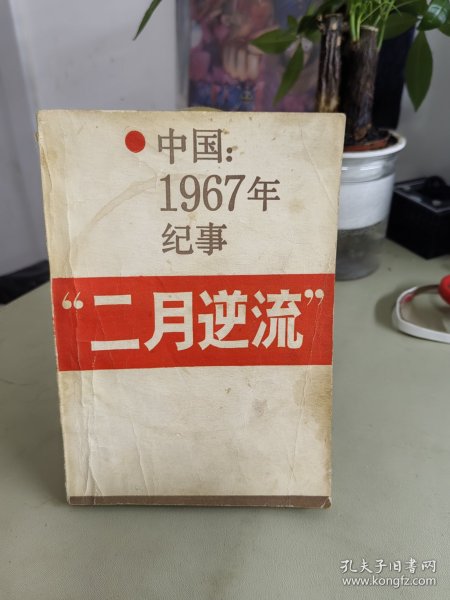 中国：
1967年
纪事
“二月逆流”
孔夫子旧书网
www.kongfz.com